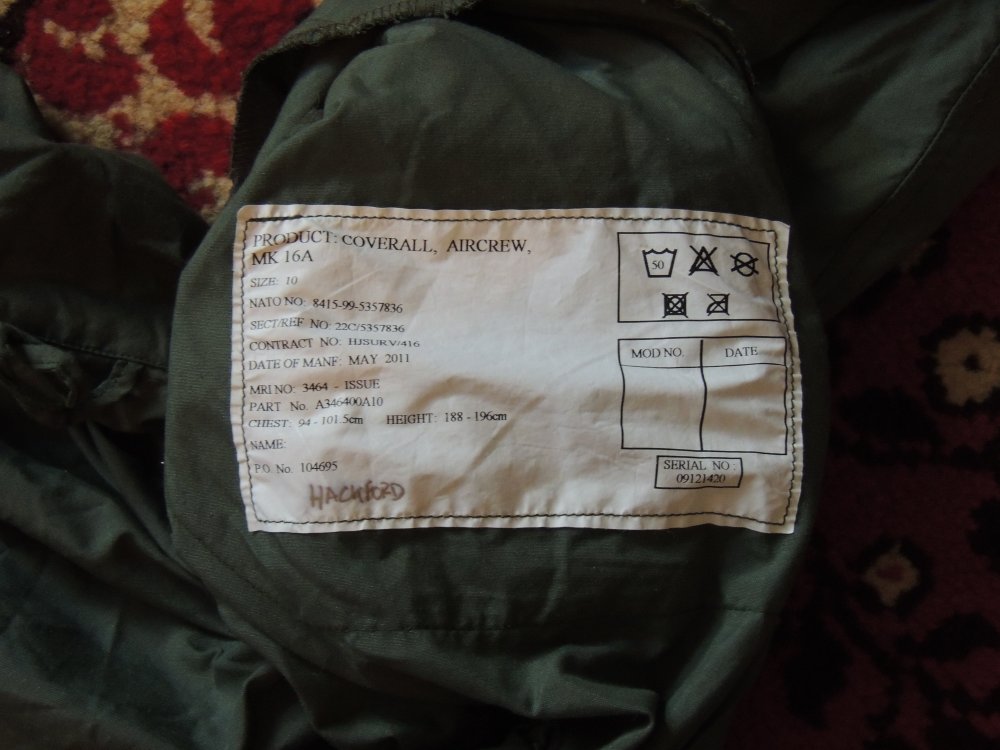 PRODUCT: COVERALL, AIRCREW,
MK 16A
SIZE: 10
NATO NO: 8415-99-5357836
SECT/REF NO: 22C/5357836
CONTRACT NO: HJSURV/416
DATE OF MANF: MAY 2011
MRI NO: 3464 - ISSUE
PART No. A346400A10
CHEST: 94 - 101.5cm HEIGHT: 188 - 196cm
NAME:
P.O. No. 104695
HACKFORD
50
MOD NO. DATE
SERIAL NO:
09121420